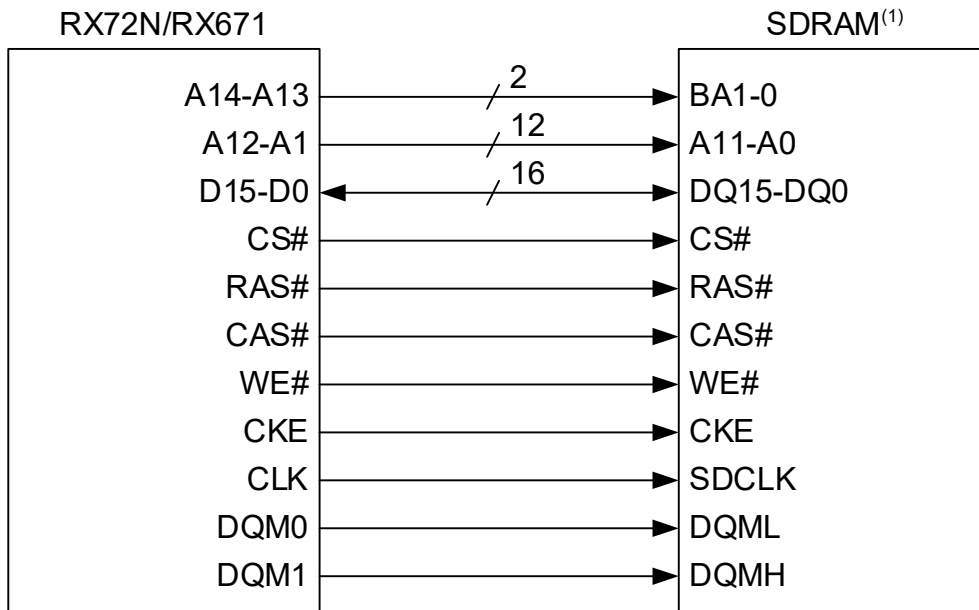 RX72N/RX671 SDRAM(1)
A14-A13 2 BA1-0
A12-A1 12 A11-A0
D15-D0 16 DQ15-DQ0
CS# CS#
RAS# RAS#
CAS# CAS#
WE# WE#
CKE CKE
CLK SDCLK
DQM0 DQML
DQM1 DQMH